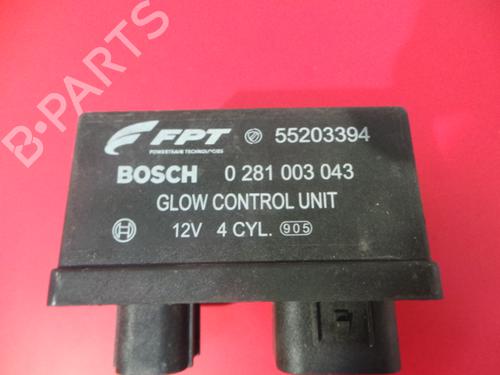 B-PARTS
FPT 55203394
POWERTRAIN TECHNOLOGIES
BOSCH 0 281 003 043
GLOW CONTROL UNIT
12V 4 CYL. 905